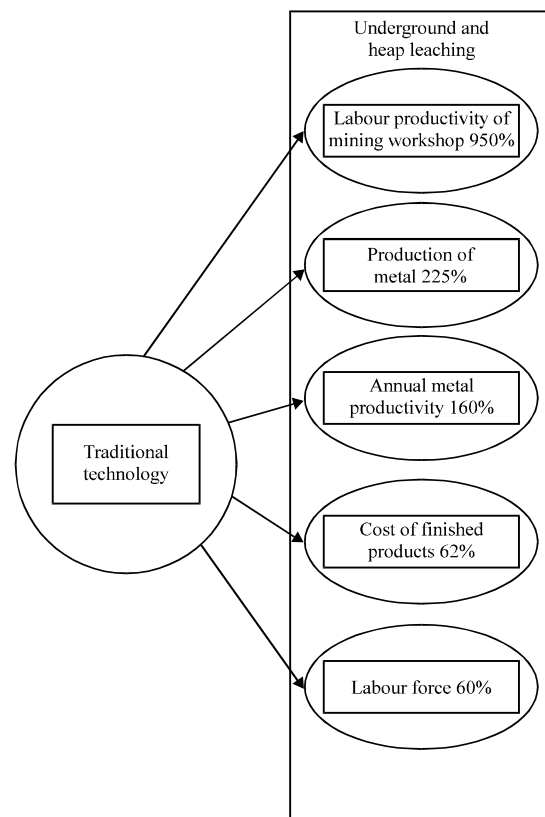 Underground and
heap leaching
Labour productivity of
mining workshop 950%
Production of
metal 225%
Annual metal
productivity 160%
Traditional
technology
Cost of finished
products 62%
Labour force 60%